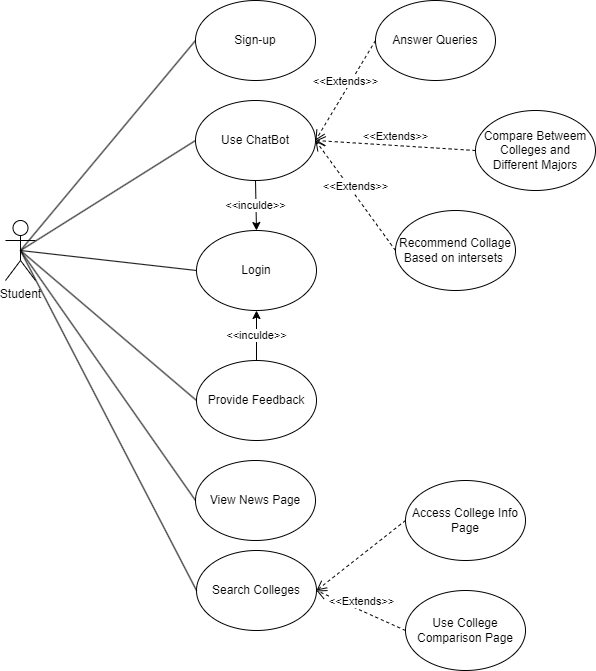 Sign-up
Answer Queries
<<Extends>>
Use ChatBot
<<Extends>>
Compare Betweem
Colleges and
Different Majors
<<Extends>>
<<inculde>>
Recommend Collage
Based on intersets
Login
Student
<<inculde>>
Provide Feedback
View News Page
Access College Info
Page
Search Colleges
<<Extends>>
Use College
Comparison Page